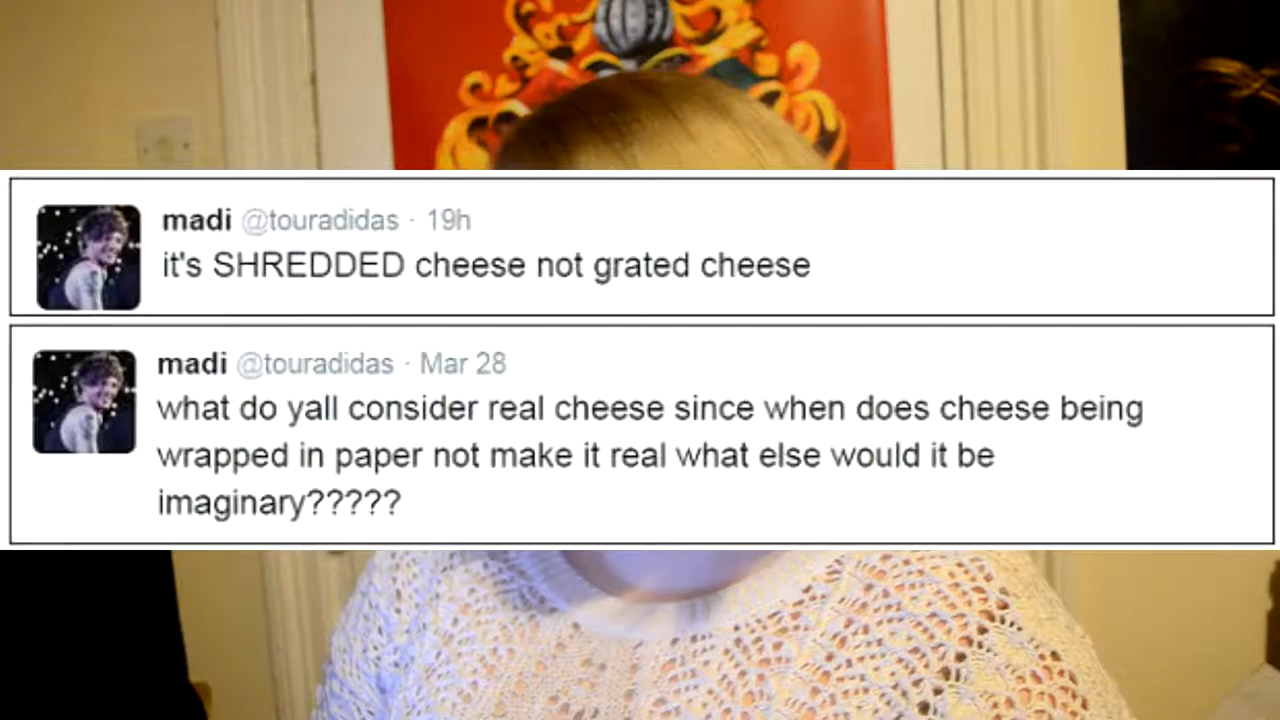 madi @touradidas · 19h
it's SHREDDED cheese not grated cheese
madi @touradidas · Mar 28
what do yall consider real cheese since when does cheese being
wrapped in paper not make it real what else would it be
imaginary?????